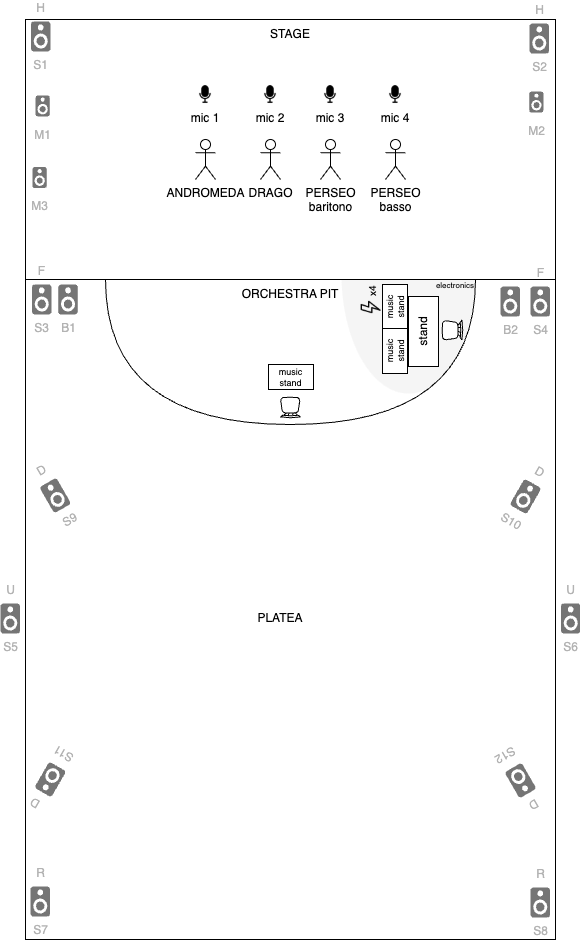 H
H
STAGE
S1
S2
M1
M2
mic 1
mic 2
mic 3
mic 4
M3
ANDROMEDA
DRAGO
PERSEO
baritono
PERSEO
basso
F
F
ORCHESTRA PIT
x4
music
stand
electronics
S3
B1
B2
S4
stand
music
stand
music
stand
D
D
S9
S10
U
U
PLATEA
S5
S6
S11
S12
D
D
R
R
S7
S8